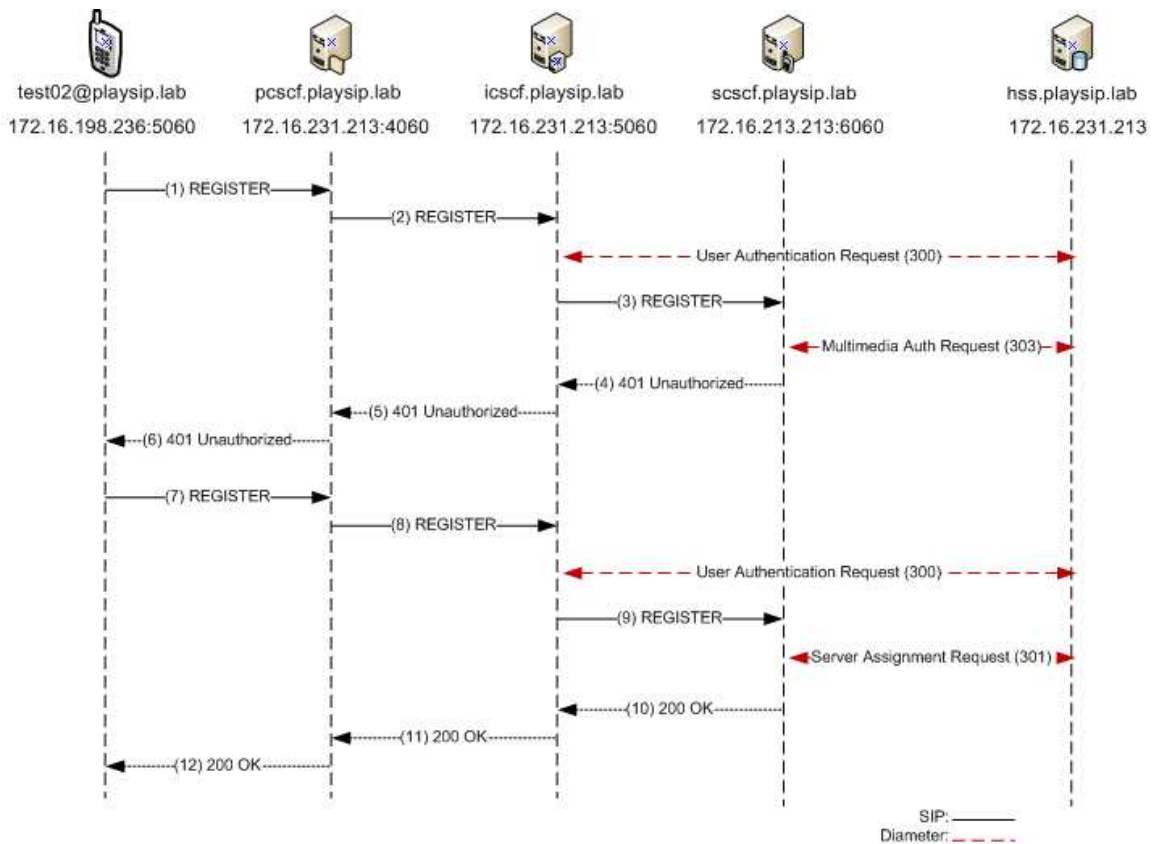 test02@playsip.lab
172.16.198.236:5060
pcscf.playsip.lab
172.16.231.213:4060
icscf.playsip.lab
172.16.231.213:5060
scscf.playsip.lab
172.16.213.213:6060
hss.playsip.lab
172.16.231.213
(1) REGISTER
(2) REGISTER
User Authentication Request (300)
(3) REGISTER
Multimedia Auth Request (303)
(4) 401 Unauthorized
(5) 401 Unauthorized
(6) 401 Unauthorized
(7) REGISTER
(8) REGISTER
User Authentication Request (300)
(9) REGISTER
Server Assignment Request (301)
(10) 200 OK
(11) 200 OK
(12) 200 OK
SIP:
Diameter: